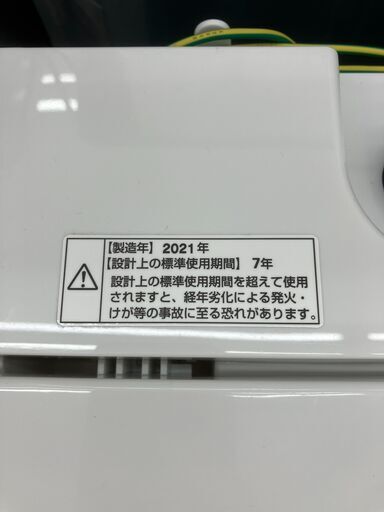 【製造年】2021年
【設計上の標準使用期間】7年
設計上の標準使用期間を超えて使用
されますと、経年劣化による発火・
けが等の事故に至る恐れがあります。